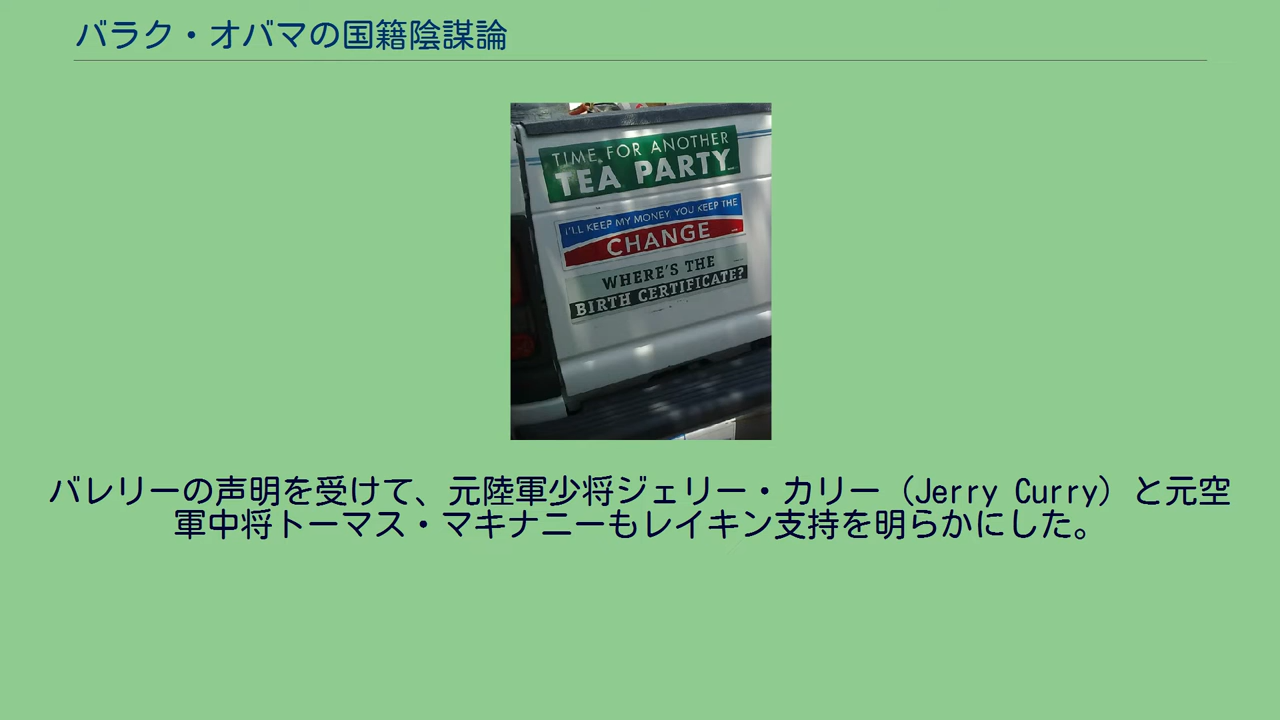 バラク・オバマの国籍陰謀論
TIME FOR ANOTHER
TEA PARTY
I'LL KEEP MY MONEY, YOU KEEP THE
CHANGE
WHERE'S THE
BIRTH CERTIFICATE?
バレリーの声明を受けて、元陸軍少将ジェリー・カリー（Jerry Curry）と元空
軍中将トーマス・マキナニーもレイキン支持を明らかにした。